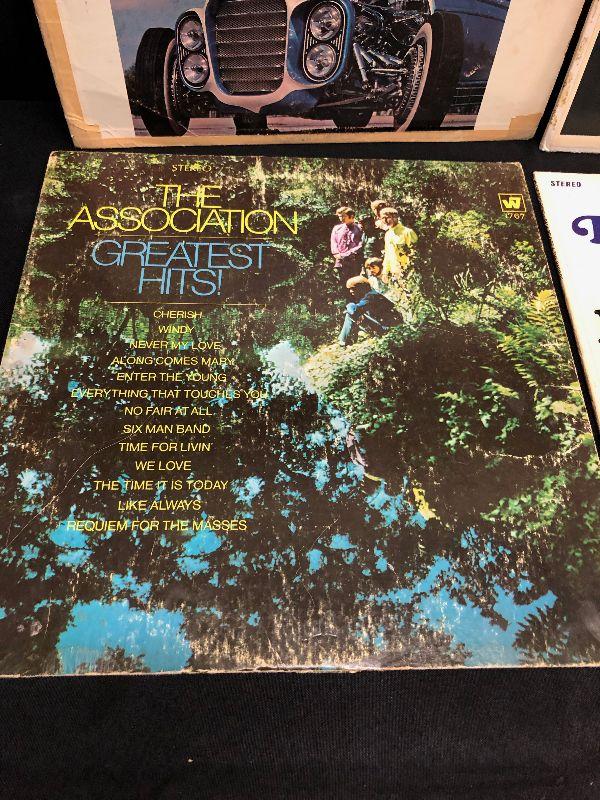 STEREO
THE
ASSOCIATION
GREATEST
HITS!
CHERISH
WINDY
NEVER MY LOVE
ALONG COMES MARY
ENTER THE YOUNG
EVERYTHING THAT TOUCHES YOU
NO FAIR AT ALL
SIX MAN BAND
TIME FOR LIVIN'
WE LOVE
THE TIME IT IS TODAY
LIKE ALWAYS
REQUIEM FOR THE MASSES
W
1767
STEREO